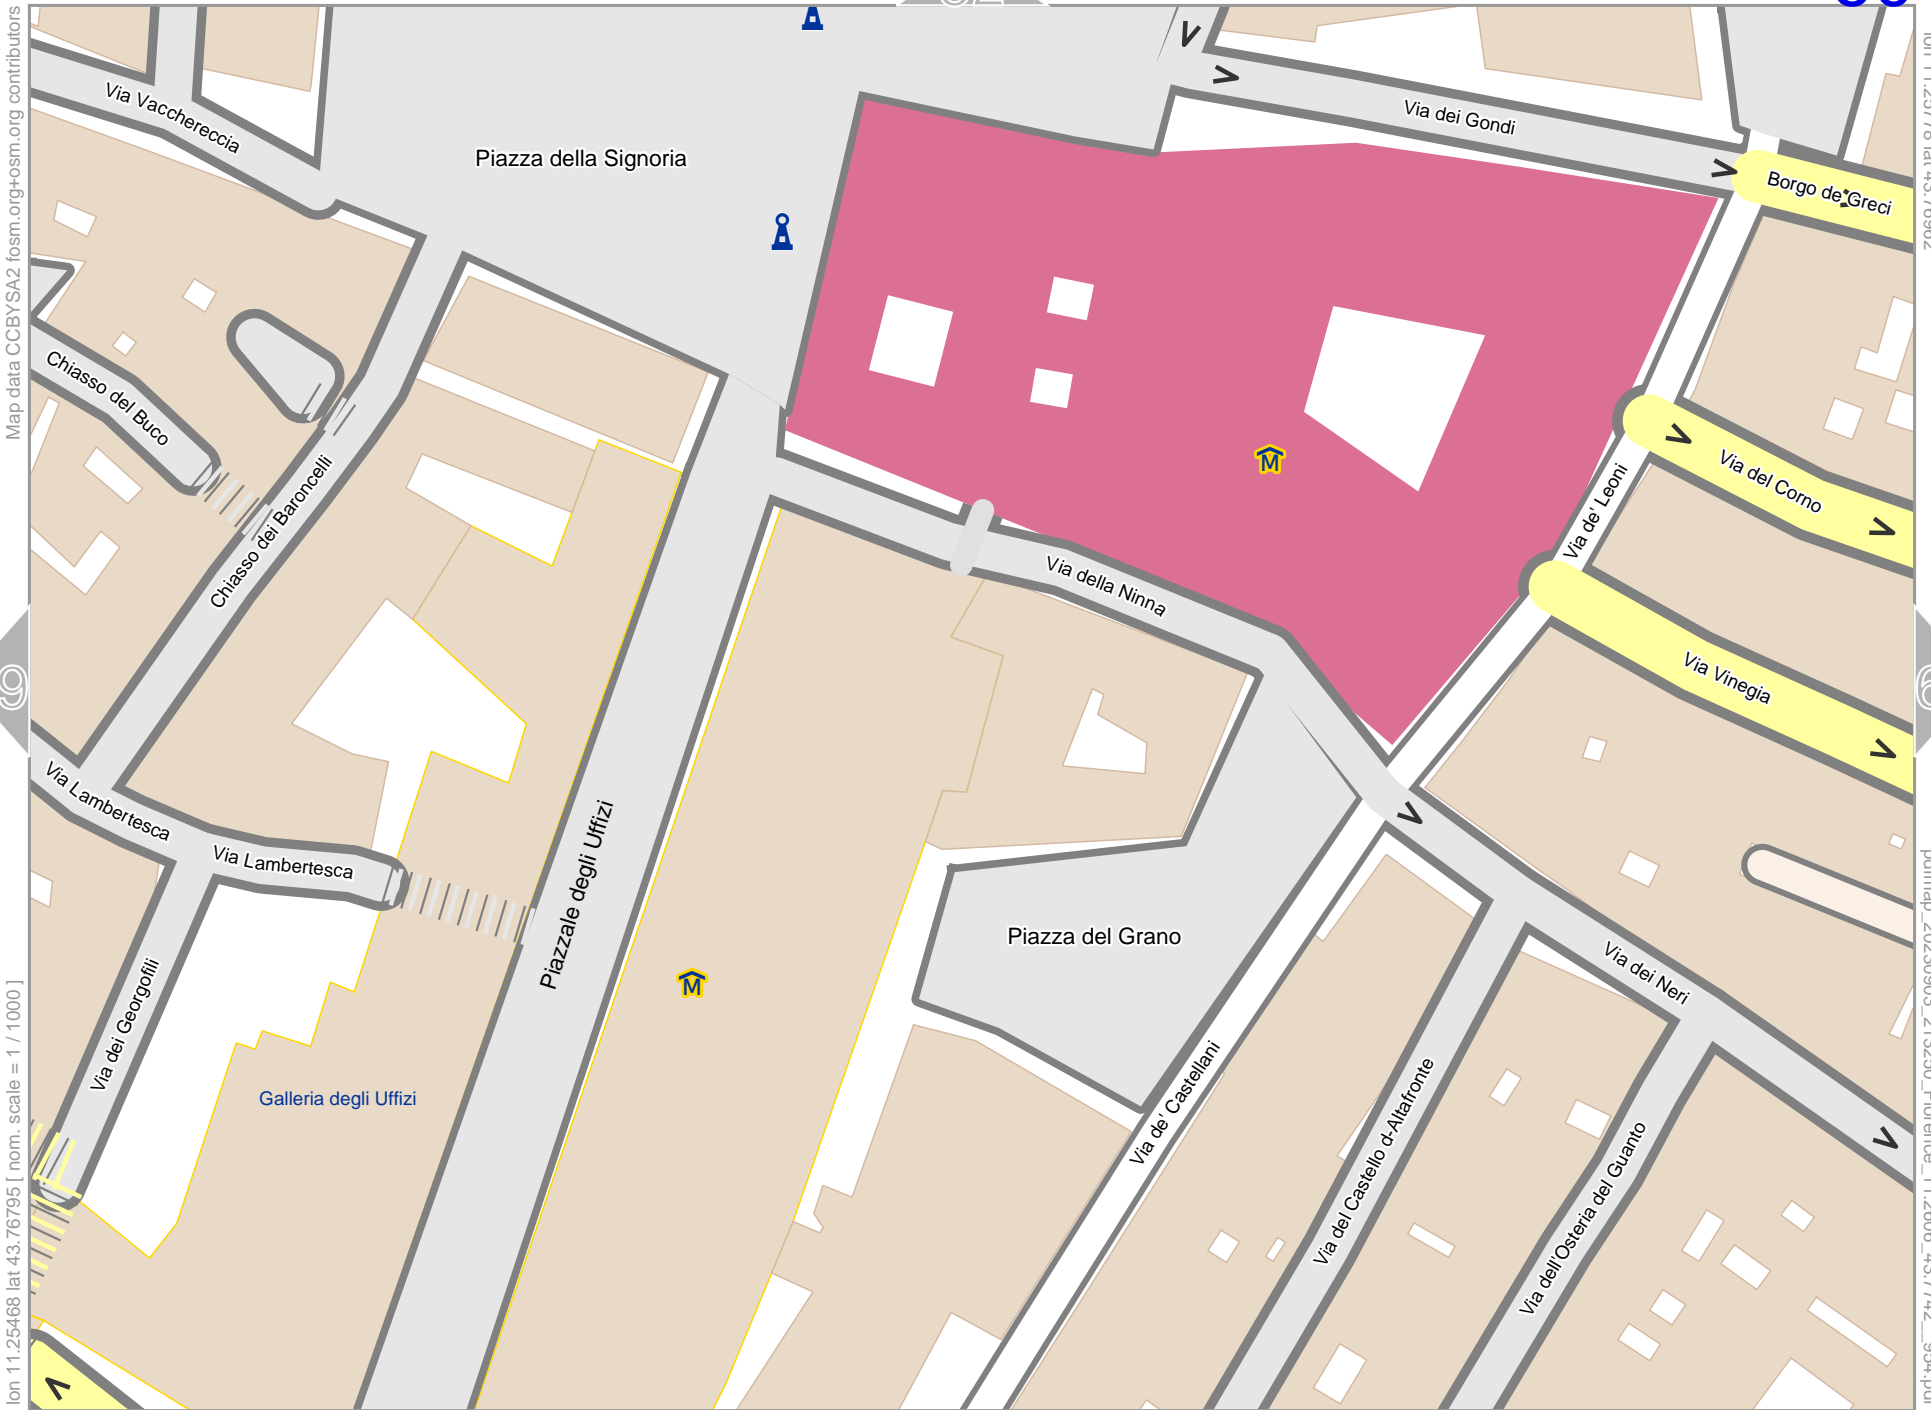 Map data CCBYSA2 fosm.org+osm.org contributors
Via Vacchereccia
Piazza della Signoria
Via dei Gondi
Borgo de'Greci
Chiasso del Buco
Chiasso dei Baroncelli
Via del Corno
Via de' Leoni
Via della Ninna
Via Vinegia
Via Lambertesca
Via Lambertesca
Piazzale degli Uffizi
Piazza del Grano
Via dei Neri
Via dei Georgofili
Galleria degli Uffizi
M
M
Via de' Castellani
Via del Castello d-Altafronte
Via dell'Osteria del Guanto
lon 11.25468 lat 43.76795 [ nom. scale = 1 / 1000 ]